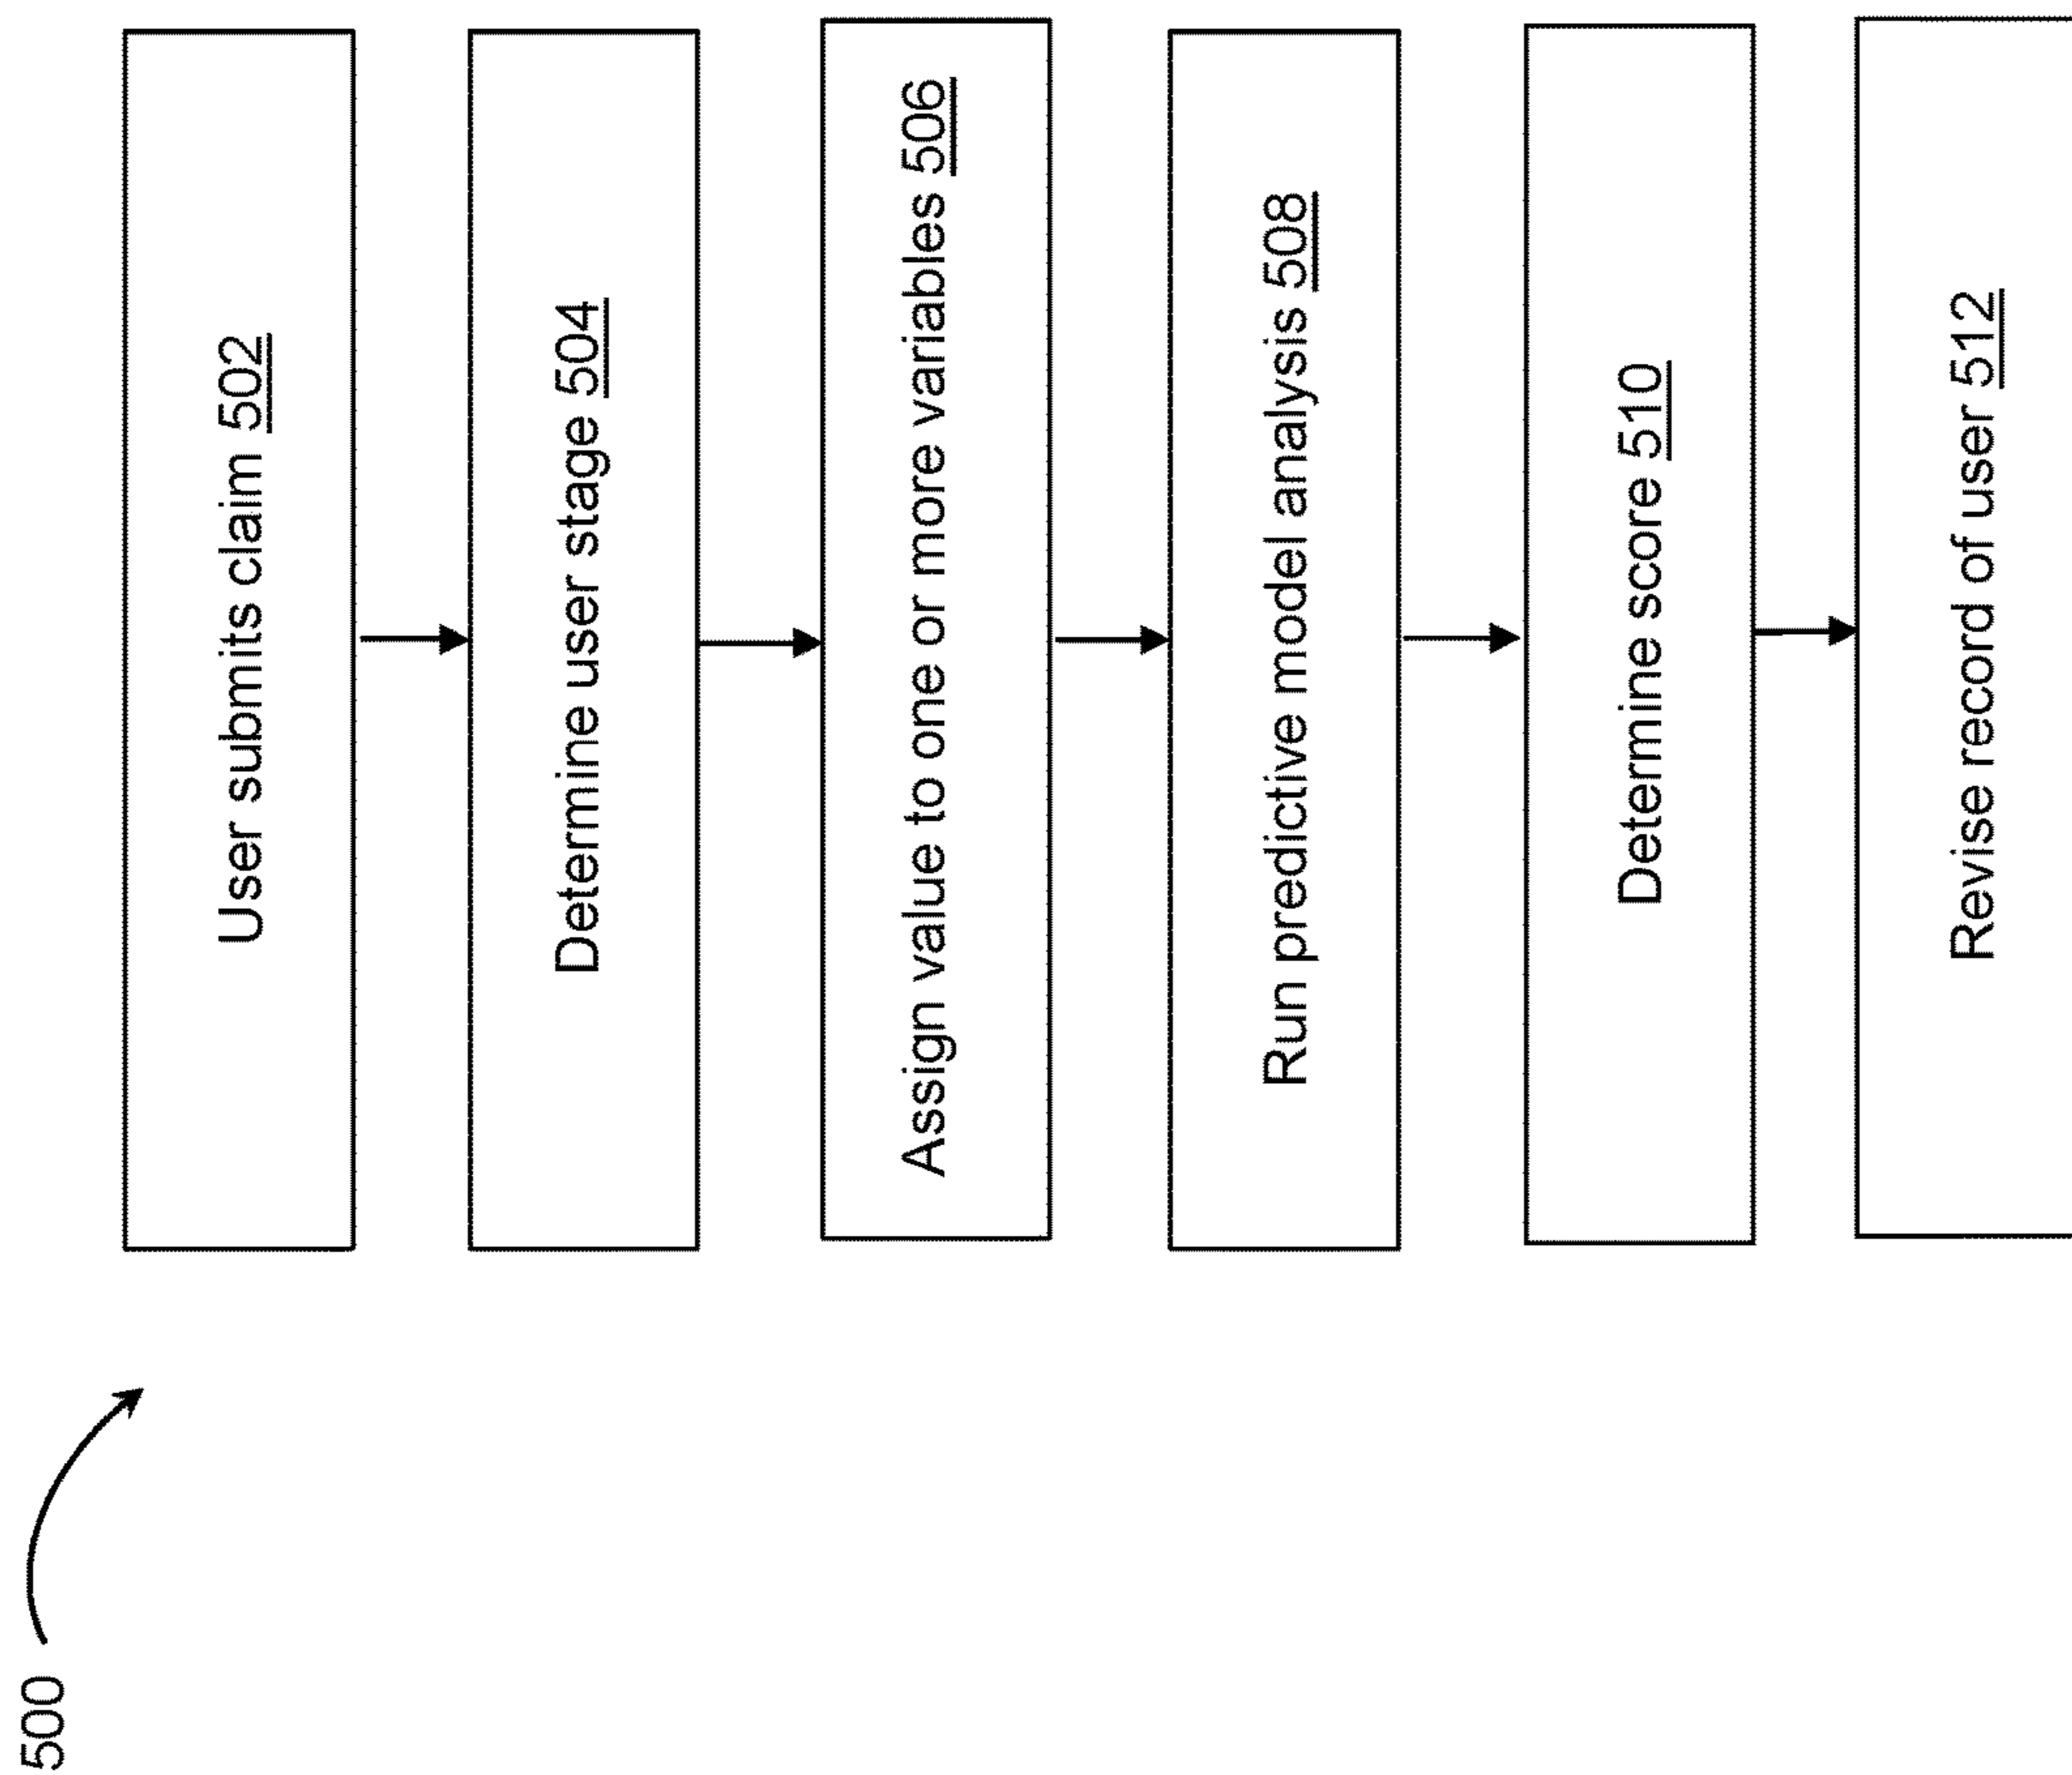 500
User submits claim 502
Determine user stage 504
Assign value to one or more variables 506
Run predictive model analysis 508
Determine score 510
Revise record of user 512